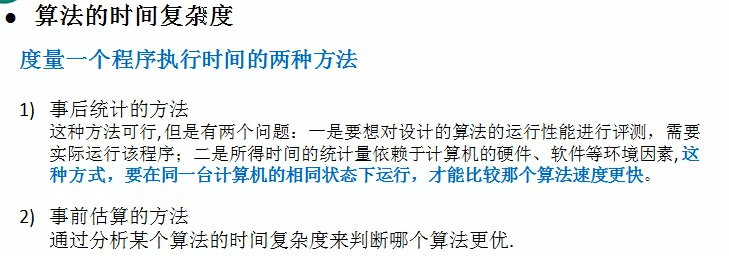 ● 算法的时间复杂度
度量一个程序执行时间的两种方法
1) 事后统计的方法
这种方法可行,但是有两个问题：一是要想对设计的算法的运行性能进行评测，需要
实际运行该程序；二是所得时间的统计量依赖于计算机的硬件、软件等环境因素,这
种方式，要在同一台计算机的相同状态下运行，才能比较那个算法速度更快。
2) 事前估算的方法
通过分析某个算法的时间复杂度来判断哪个算法更优.